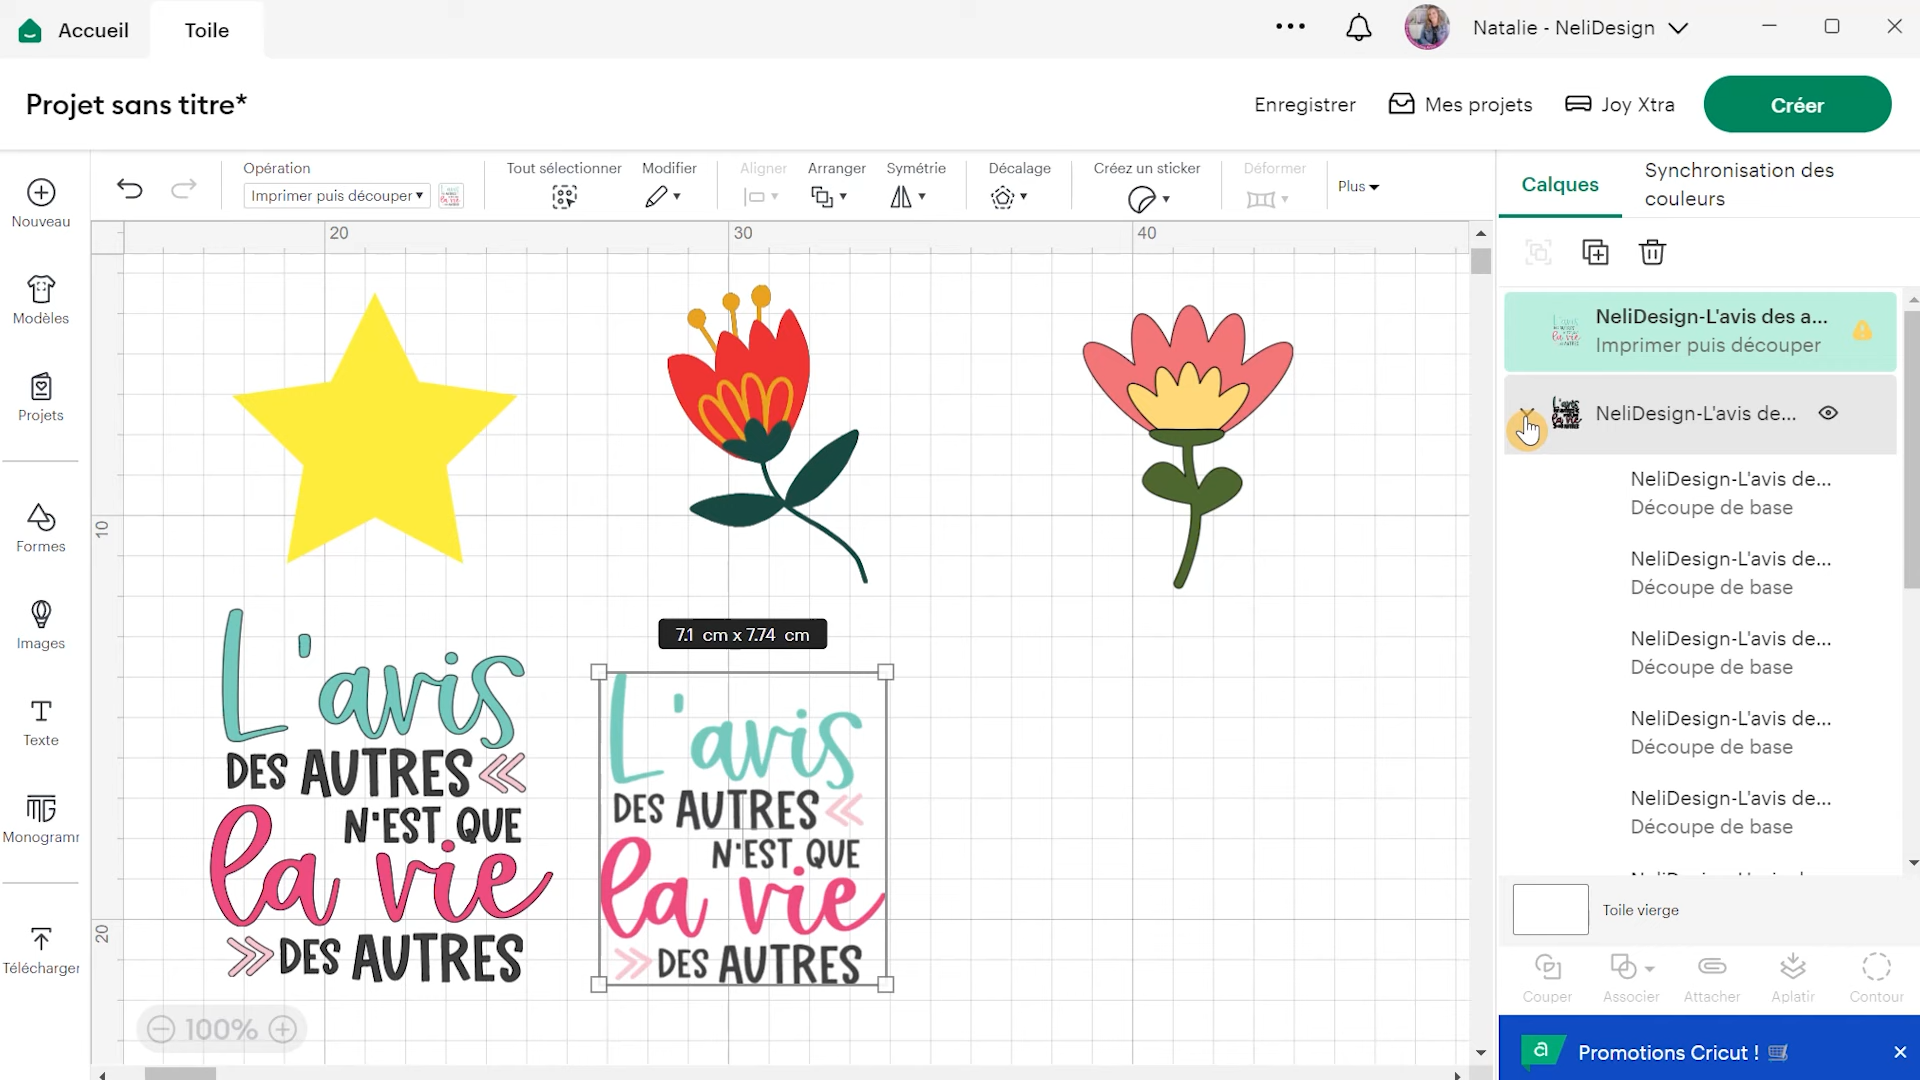 Accueil
Toile
Natalie - NeliDesign
Projet sans titre*
Enregistrer
Mes projets
Joy Xtra
Créer
Opération
Imprimer puis découper
Tout sélectionner
Modifier
Aligner
Arranger
Symétrie
Décalage
Créez un sticker
Déformer
Plus
Nouveau
Modèles
Projets
Formes
Images
Texte
Monogramr
Télécharger
20
30
40
10
20
L'avis
DES AUTRES
N'EST QUE
la vie
DES AUTRES
7.1 cm x 7.74 cm
L'avis
DES AUTRES
N'EST QUE
la vie
DES AUTRES
100%
Calques
Synchronisation des
couleurs
NeliDesign-L'avis des a...
Imprimer puis découper
NeliDesign-L'avis de...
NeliDesign-L'avis de...
Découpe de base
NeliDesign-L'avis de...
Découpe de base
NeliDesign-L'avis de...
Découpe de base
NeliDesign-L'avis de...
Découpe de base
NeliDesign-L'avis de...
Découpe de base
Toile vierge
Couper
Associer
Attacher
Aplatir
Contour
a
Promotions Cricut !